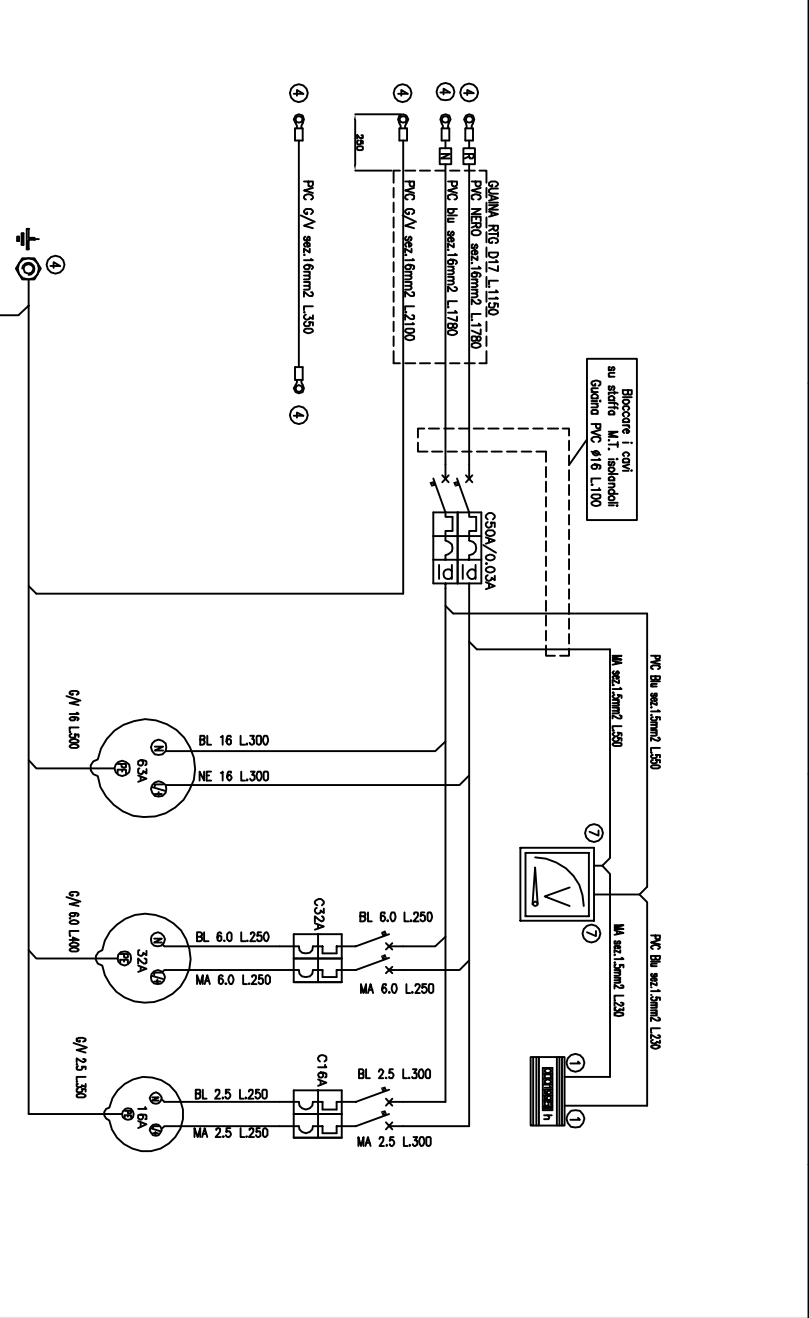 Bloccare i cavi
su staffa M.T. isolandoli
Guaina PVC ø16 L.100
PVC Blu sez.1.5mm2 L.550
PVC Blu sez.1.5mm2 L.230
MA sez.1.5mm2 L.550
MA sez.1.5mm2 L.230
7
7
V
1
1
h
GUAINA RTG D17 L.1150
4
R
PVC NERO sez.16mm2 L.1780
4
N
PVC blu sez.16mm2 L.1780
C50A/0.03A
Id
Id
4
PVC G/V sez.16mm2 L.2100
250
4
PVC G/V sez.16mm2 L.350
4
4
BL 16 L.300
NE 16 L.300
N
63A
L/+
PE
G/V 16 L.500
BL 6.0 L.250
MA 6.0 L.250
C32A
BL 6.0 L.250
MA 6.0 L.250
N
32A
L/+
PE
G/V 6.0 L.400
BL 2.5 L.300
MA 2.5 L.300
C16A
BL 2.5 L.250
MA 2.5 L.250
N
16A
L/+
PE
G/V 2.5 L.350